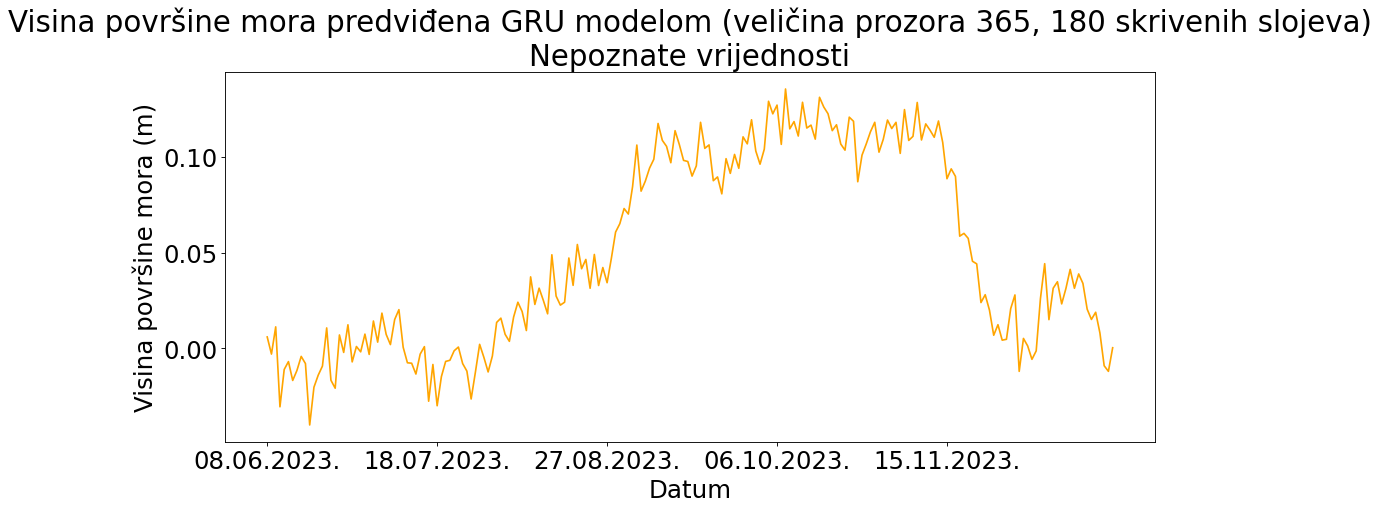 Visina površine mora predviđena GRU modelom (veličina prozora 365, 180 skrivenih slojeva)
Nepoznate vrijednosti
Visina površine mora (m)
0.10
0.05
0.00
08.06.2023. 18.07.2023. 27.08.2023. 06.10.2023. 15.11.2023.
Datum